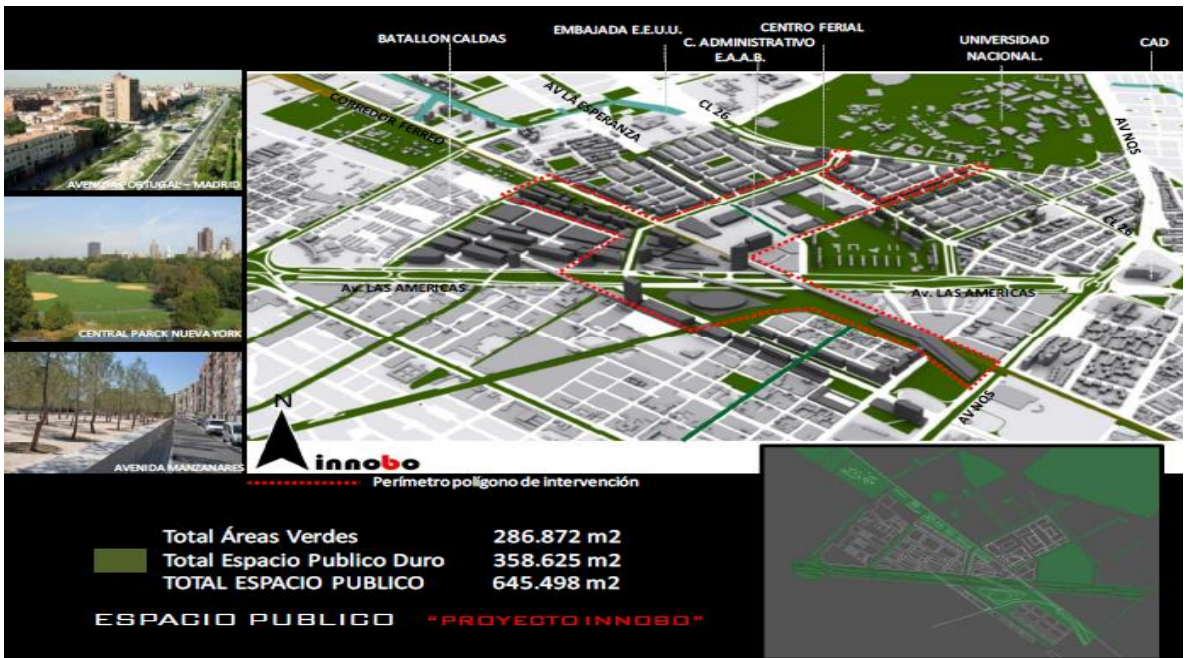 BATALLON CALDAS
EMBAJADA E.E.U.U.
C. ADMINISTRATIVO
E.A.A.B.
CENTRO FERIAL
UNIVERSIDAD
NACIONAL.
CAD
CORREDOR FERREO
AV LA ESPERANZA
CL 26
AV NQS
CL 26
Av. LAS AMERICAS
Av. LAS AMERICAS
AV NQS
AVENIDA PORTUGAL – MADRID
CENTRAL PARCK NUEVA YORK
AVENIDA MANZANARES
N
innobo
Perímetro polígono de intervención
Total Áreas Verdes 286.872 m2
Total Espacio Publico Duro 358.625 m2
TOTAL ESPACIO PUBLICO 645.498 m2
ESPACIO PUBLICO "PROYECTO INNOBO"